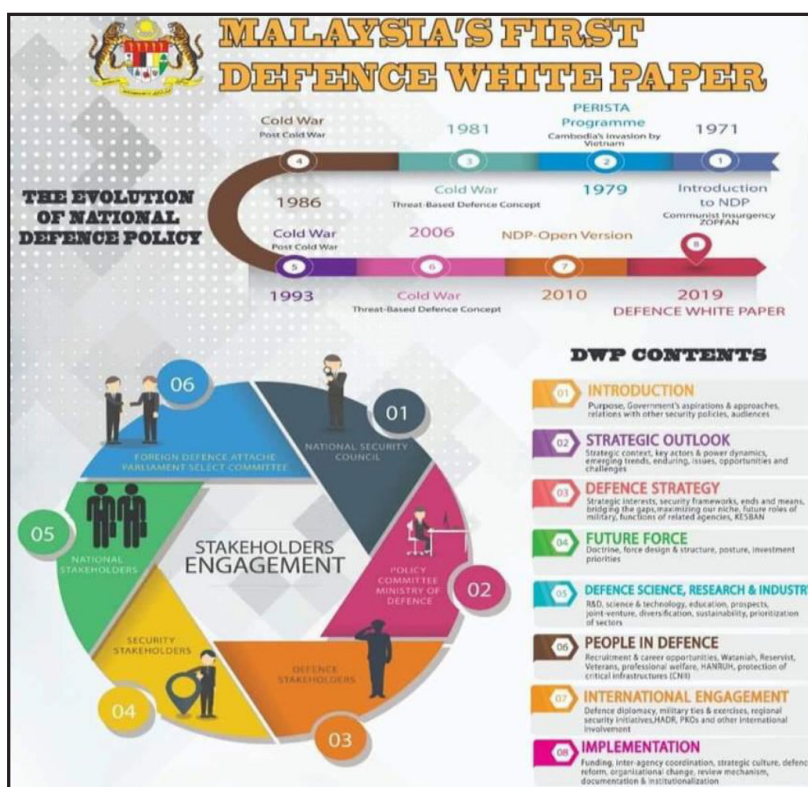 MALAYSIA'S FIRST
DEFENCE WHITE PAPER
THE EVOLUTION
OF NATIONAL
DEFENCE POLICY
Cold War
Post Cold War
4
1986
1981
3
Cold War
Threat-Based Defence Concept
PERISTA
Programme
Cambodia's invasion by
Vietnam
2
1979
1971
1
Introduction
to NDP
Communist Insurgency
ZOPFAN
Cold War
Post Cold War
5
1993
2006
6
Cold War
Threat-Based Defence Concept
NDP-Open Version
7
2010
8
2019
DEFENCE WHITE PAPER
STAKEHOLDERS
ENGAGEMENT
01
NATIONAL SECURITY
COUNCIL
02
POLICY
COMMITTEE
MINISTRY OF
DEFENCE
03
DEFENCE
STAKEHOLDERS
04
SECURITY
STAKEHOLDERS
05
NATIONAL
STAKEHOLDERS
06
FOREIGN DEFENCE ATTACHE
PARLIAMENT SELECT COMMITTEE
DWP CONTENTS
01
INTRODUCTION
Purpose, Government's aspirations & approaches,
relations with other security policies, audiences
02
STRATEGIC OUTLOOK
Strategic context, key actors & power dynamics,
emerging trends, enduring, issues, opportunities and
challenges
03
DEFENCE STRATEGY
Strategic interests, security frameworks, ends and means,
bridging the gaps,maximizing our niche, future roles of
military, functions of related agencies, KESBAN
04
FUTURE FORCE
Doctrine, force design & structure, posture, investment
priorities
05
DEFENCE SCIENCE, RESEARCH & INDUSTR
R&D, science & technology, education, prospects,
joint-venture, diversification, sustainability, prioritization
of sectors
06
PEOPLE IN DEFENCE
Recruitment & career opportunities, Wataniah, Reservist,
Veterans, professional welfare, HANRUH, protection of
critical infrastructures (CNII)
07
INTERNATIONAL ENGAGEMENT
Defence diplomacy, military ties & exercises, regional
security initiatives,HADR, PKOs and other international
involvement
08
IMPLEMENTATION
Funding, inter-agency coordination, strategic culture, defenc
reform, organisational change, review mechanism,
documentation & institutionalization